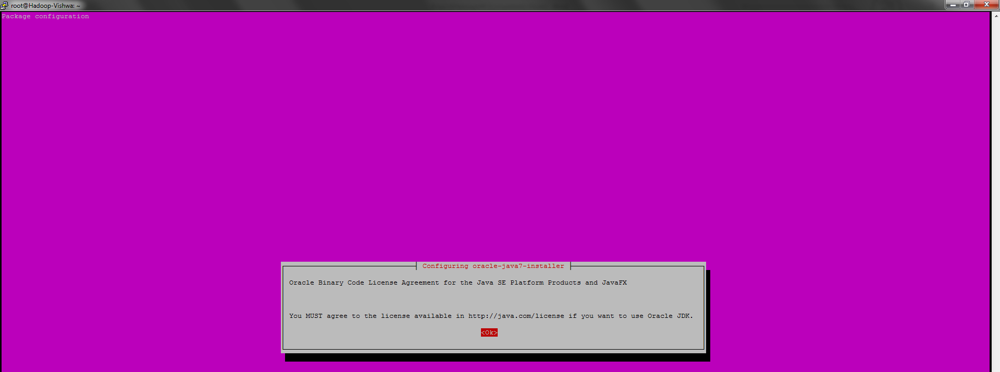 root@Hadoop-Vishwa: ~
Package configuration
Configuring oracle-java7-installer
Oracle Binary Code License Agreement for the Java SE Platform Products and JavaFX
You MUST agree to the license available in http://java.com/license if you want to use Oracle JDK.
<Ok>